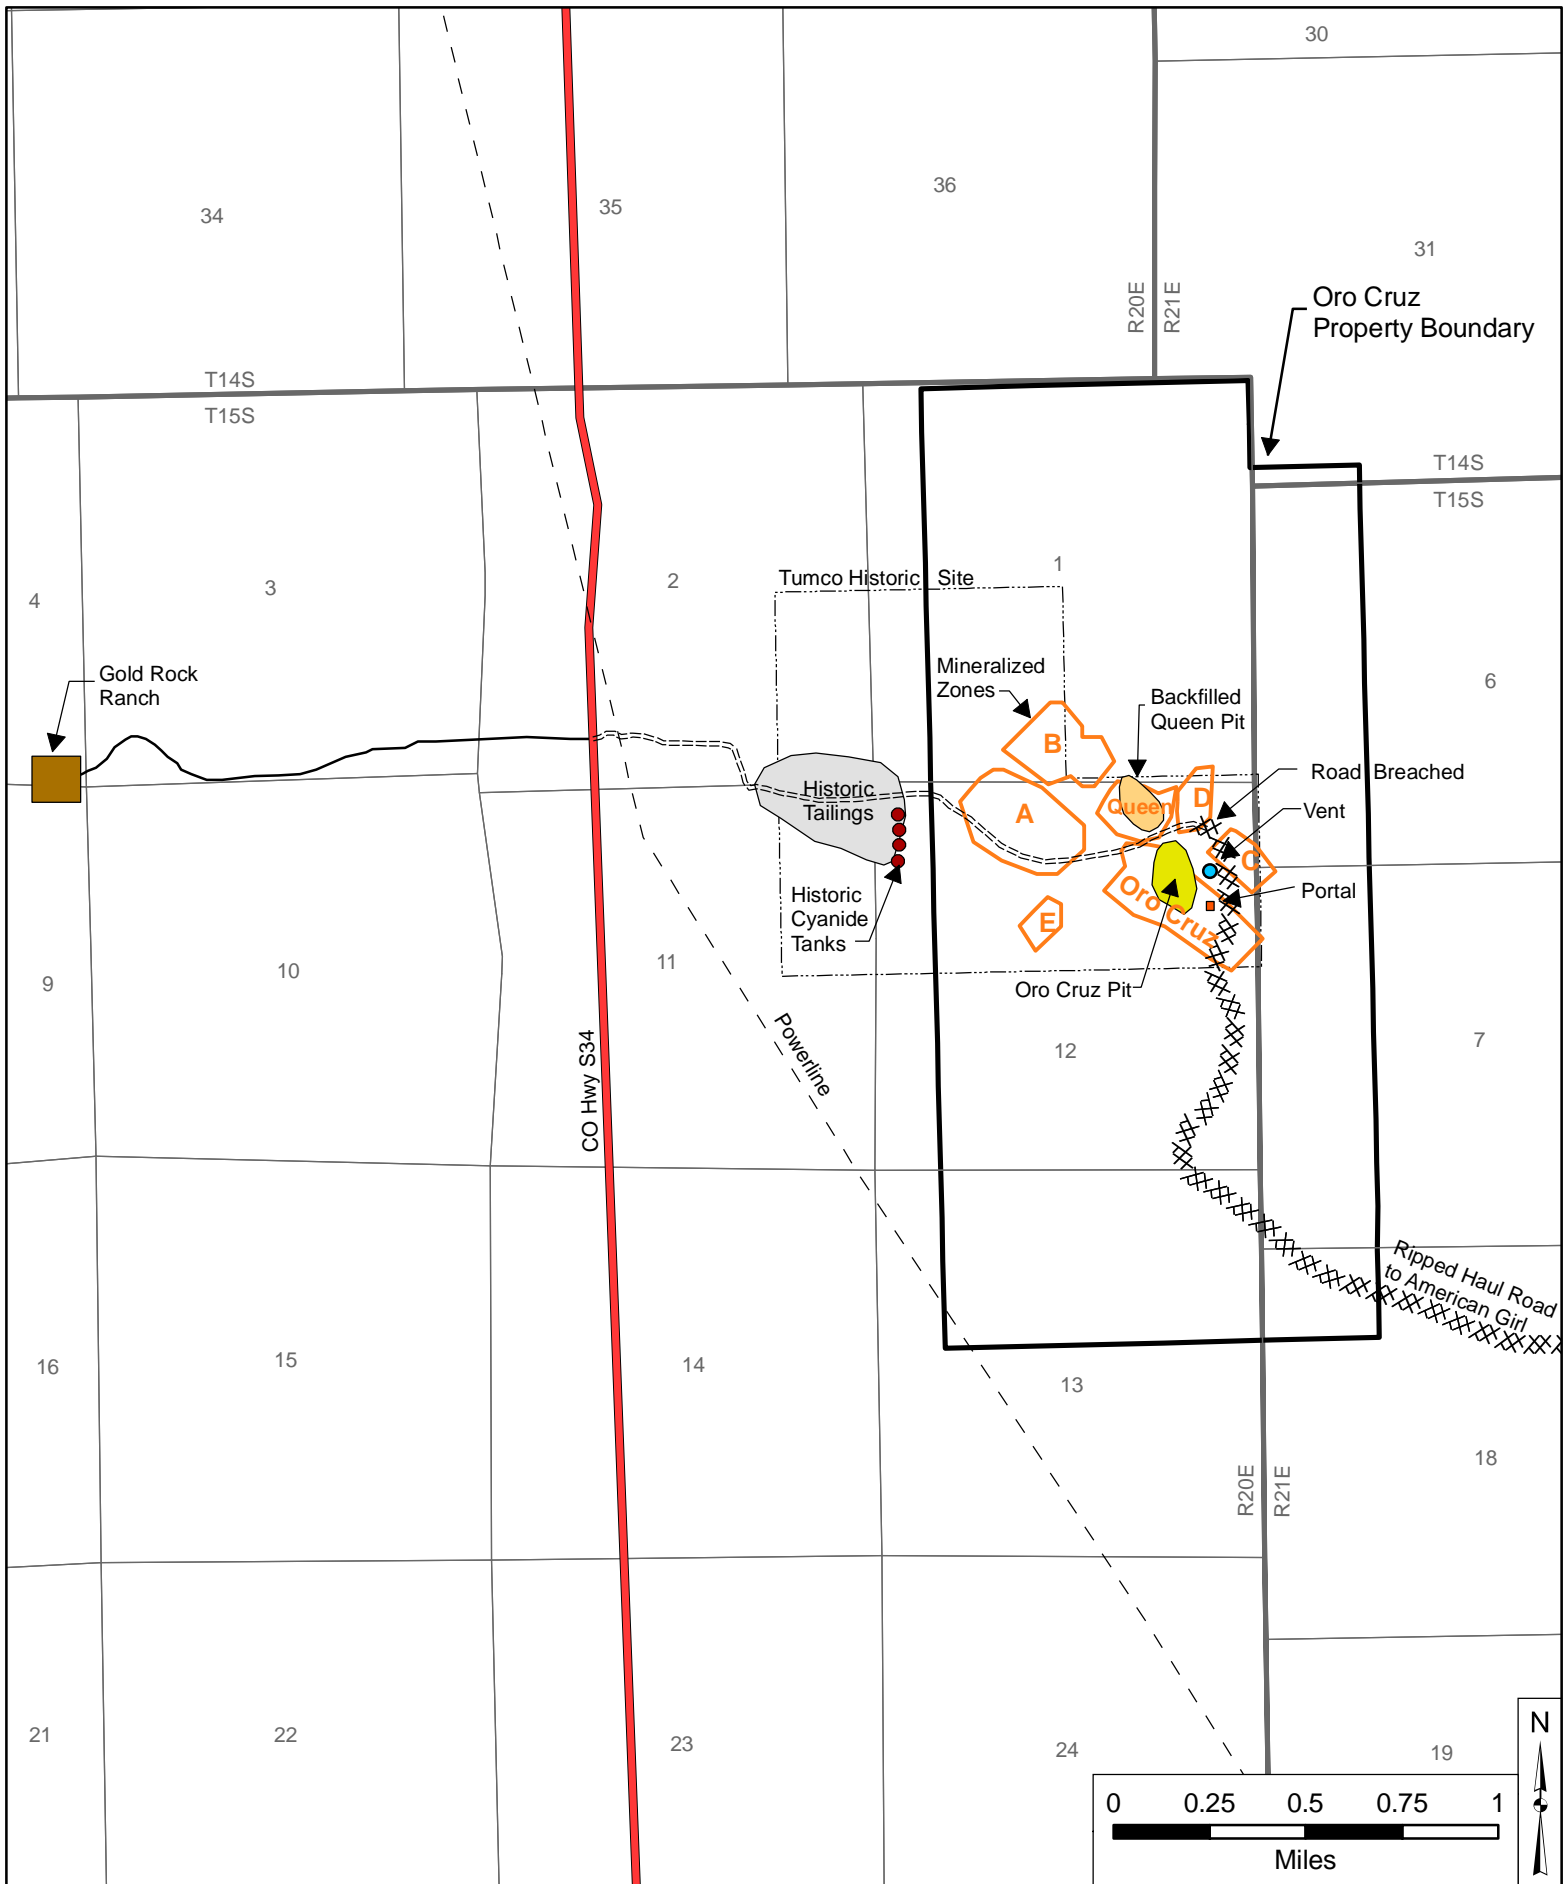 30
36
34
35
31
R20E
R21E
Oro Cruz
Property Boundary
T14S
T15S
T14S
T15S
1
Tumco Historic Site
2
3
4
Mineralized
Zones
Gold Rock
Ranch
6
Backfilled
Queen Pit
B
Road Breached
Historic
Tailings
D
Queen
A
Vent
C
Portal
Oro Cruz
Historic
Cyanide
Tanks
E
11
10
9
Oro Cruz Pit
Powerline
CO Hwy S34
12
7
Ripped Haul Road
to American Girl
16
15
14
13
18
R20E
R21E
21
22
23
24
19
N
0 0.25 0.5 0.75 1
Miles